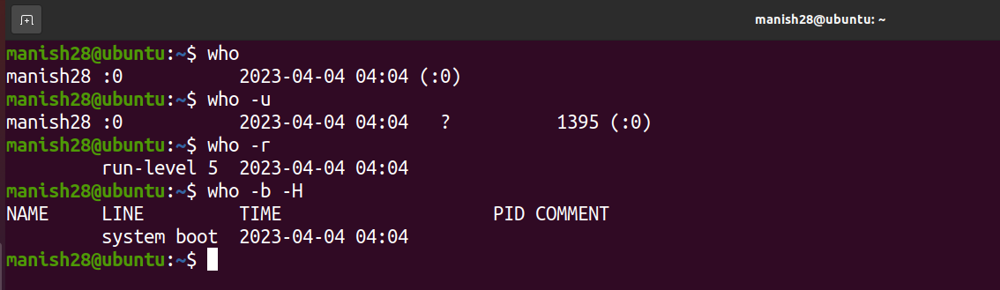 manish28@ubuntu: ~
manish28@ubuntu:~$ who
manish28 :0           2023-04-04 04:04 (:0)
manish28@ubuntu:~$ who -u
manish28 :0           2023-04-04 04:04   ?          1395 (:0)
manish28@ubuntu:~$ who -r
         run-level 5  2023-04-04 04:04
manish28@ubuntu:~$ who -b -H
NAME     LINE         TIME                    PID COMMENT
         system boot  2023-04-04 04:04
manish28@ubuntu:~$